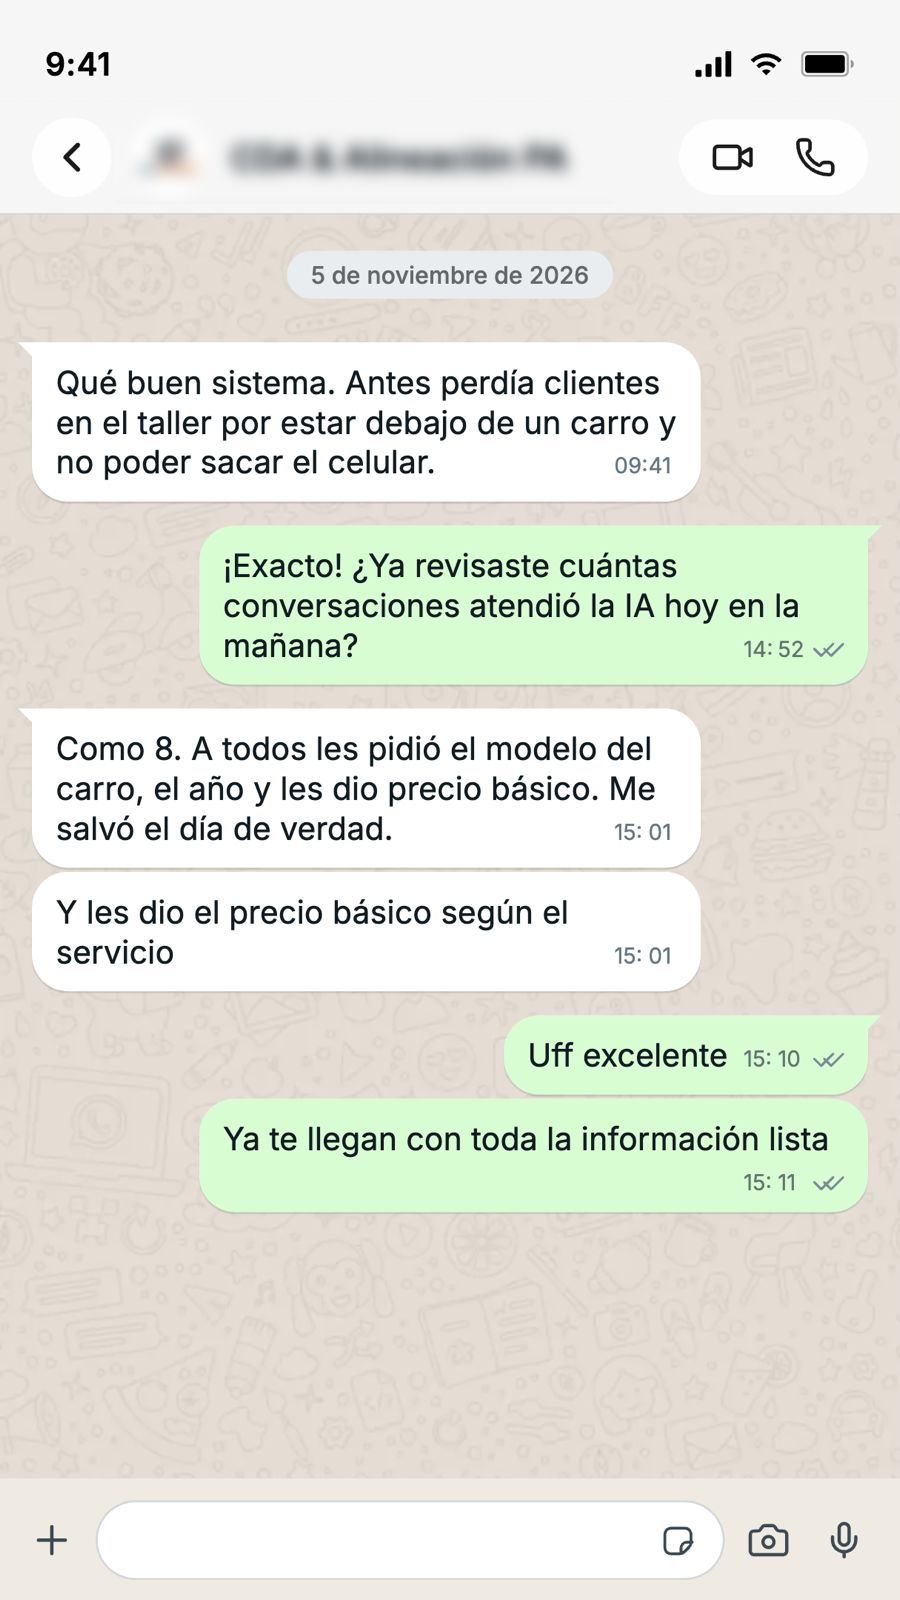 9:41
5 de noviembre de 2026
Qué buen sistema. Antes perdía clientes
en el taller por estar debajo de un carro y
no poder sacar el celular. 09:41
¡Exacto! ¿Ya revisaste cuántas
conversaciones atendió la IA hoy en la
mañana? 14: 52
Como 8. A todos les pidió el modelo del
carro, el año y les dio precio básico. Me
salvó el día de verdad. 15: 01
Y les dio el precio básico según el
servicio 15: 01
Uff excelente 15: 10
Ya te llegan con toda la información lista
15: 11